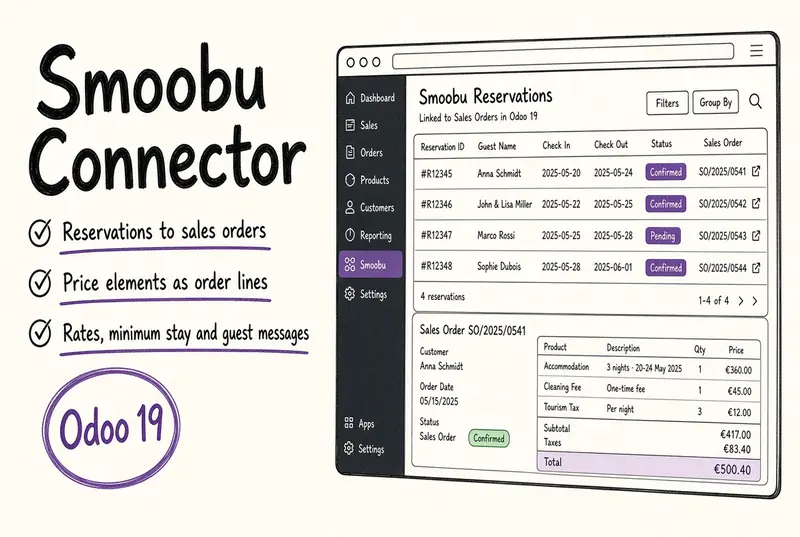 Smoobu
Connector
Reservations to sales orders
Price elements as order lines
Rates, minimum stay and guest messages
Odoo 19
Dashboard
Sales
Orders
Products
Customers
Reporting
Smoobu
Settings
Apps
Settings
Smoobu Reservations
Linked to Sales Orders in Odoo 19
Filters
Group By
Reservation ID Guest Name Check In Check Out Status Sales Order
#R12345 Anna Schmidt 2025-05-20 2025-05-24 Confirmed SO/2025/0541
#R12346 John & Lisa Miller 2025-05-22 2025-05-25 Confirmed SO/2025/0542
#R12347 Marco Rossi 2025-05-25 2025-05-28 Pending SO/2025/0543
#R12348 Sophie Dubois 2025-05-28 2025-06-01 Confirmed SO/2025/0544
4 reservations 1-4 of 4
Sales Order SO/2025/0541
Customer
Anna Schmidt
Order Date
05/15/2025
Status
Sales Order Confirmed
Product Description Qty Price
Accommodation 3 nights · 20-24 May 2025 1 €360.00
Cleaning Fee One-time fee 1 €45.00
Tourism Tax Per night 3 €12.00
Subtotal €417.00
Taxes €83.40
Total €500.40